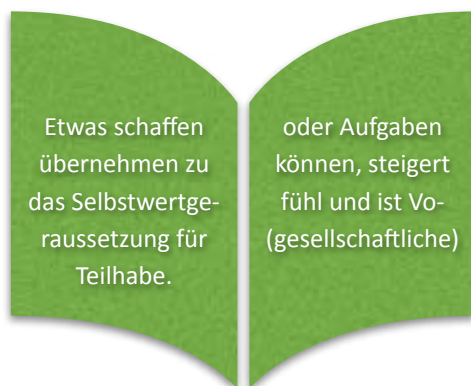 Etwas schaffen oder Aufgaben
übernehmen zu können, steigert
das Selbstwertge- fühl und ist Vo-
raussetzung für (gesellschaftliche)
Teilhabe.